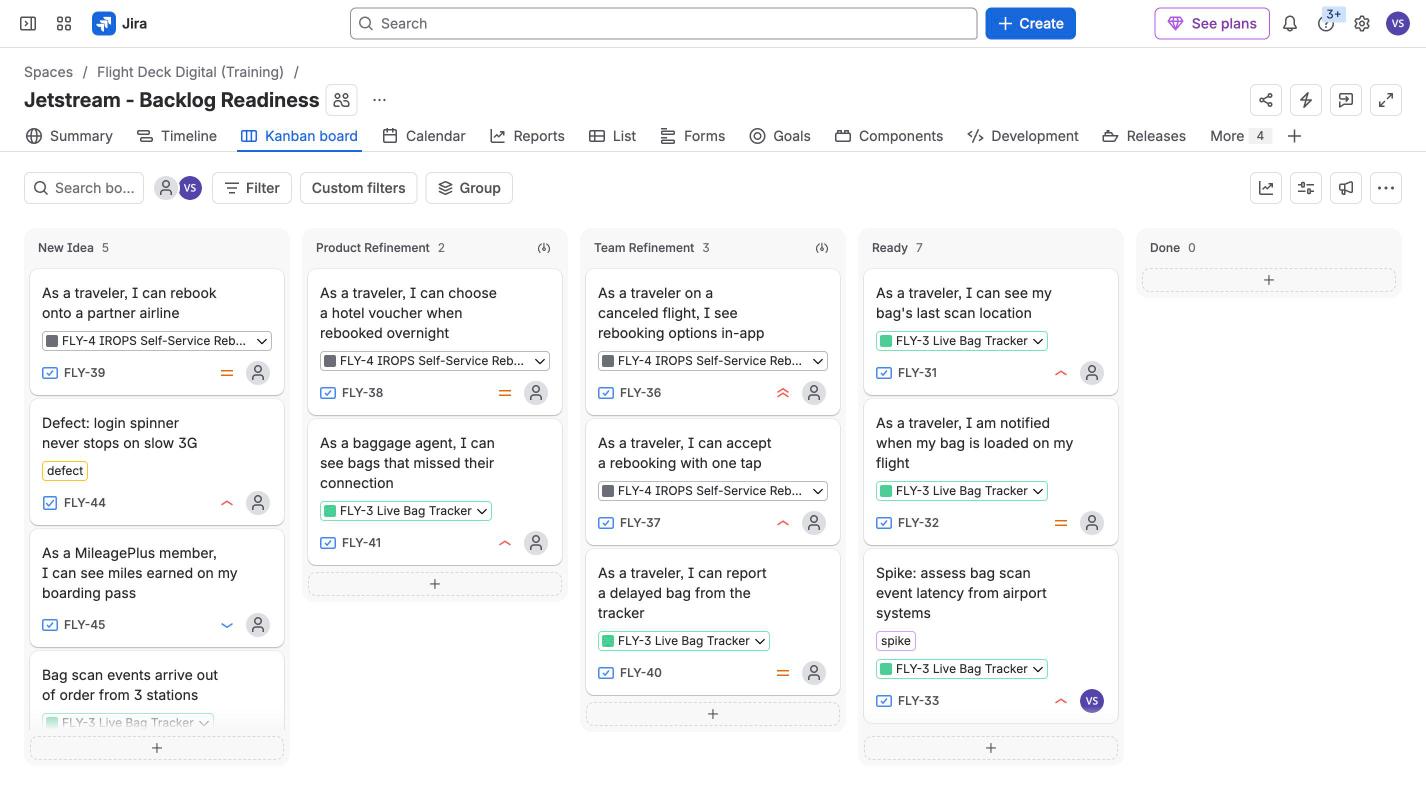 Jira
Search
Create
See plans
3+
VS
Spaces / Flight Deck Digital (Training) /
Jetstream - Backlog Readiness
Summary
Timeline
Kanban board
Calendar
Reports
List
Forms
Goals
Components
Development
Releases
More 4
Search bo...
VS
Filter
Custom filters
Group
New Idea 5
As a traveler, I can rebook
onto a partner airline
FLY-4 IROPS Self-Service Reb...
FLY-39
Defect: login spinner
never stops on slow 3G
defect
FLY-44
As a MileagePlus member,
I can see miles earned on my
boarding pass
FLY-45
Bag scan events arrive out
of order from 3 stations
FLY-3 Live Bag Tracker
Product Refinement 2
As a traveler, I can choose
a hotel voucher when
rebooked overnight
FLY-4 IROPS Self-Service Reb...
FLY-38
As a baggage agent, I can
see bags that missed their
connection
FLY-3 Live Bag Tracker
FLY-41
Team Refinement 3
As a traveler on a
canceled flight, I see
rebooking options in-app
FLY-4 IROPS Self-Service Reb...
FLY-36
As a traveler, I can accept
a rebooking with one tap
FLY-4 IROPS Self-Service Reb...
FLY-37
As a traveler, I can report
a delayed bag from the
tracker
FLY-3 Live Bag Tracker
FLY-40
Ready 7
As a traveler, I can see my
bag's last scan location
FLY-3 Live Bag Tracker
FLY-31
As a traveler, I am notified
when my bag is loaded on my
flight
FLY-3 Live Bag Tracker
FLY-32
Spike: assess bag scan
event latency from airport
systems
spike
FLY-3 Live Bag Tracker
FLY-33
VS
Done 0